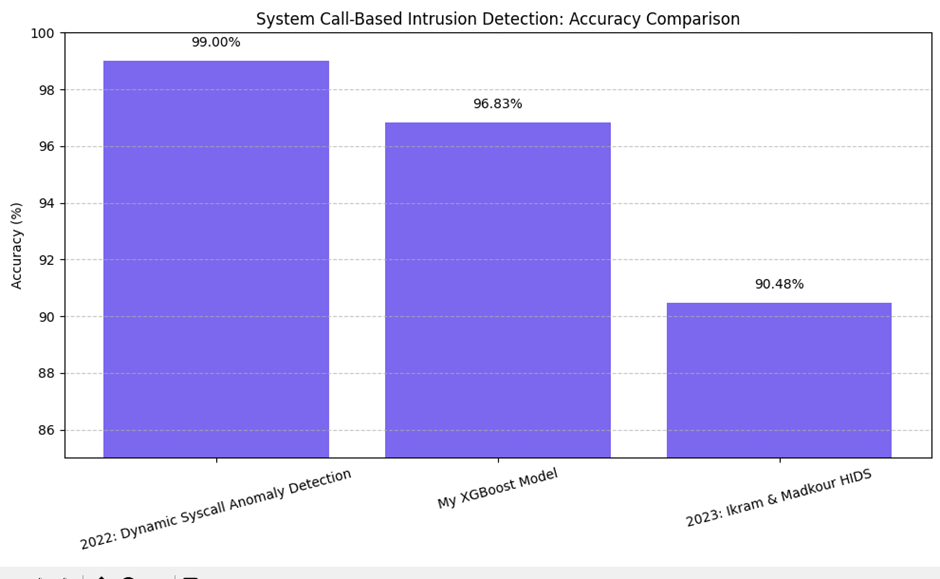 System Call-Based Intrusion Detection: Accuracy Comparison
100
98
96
94
92
90
88
86
Accuracy (%)
99.00%
96.83%
90.48%
2022: Dynamic Syscall Anomaly Detection
My XGBoost Model
2023: Ikram & Madkour HIDS